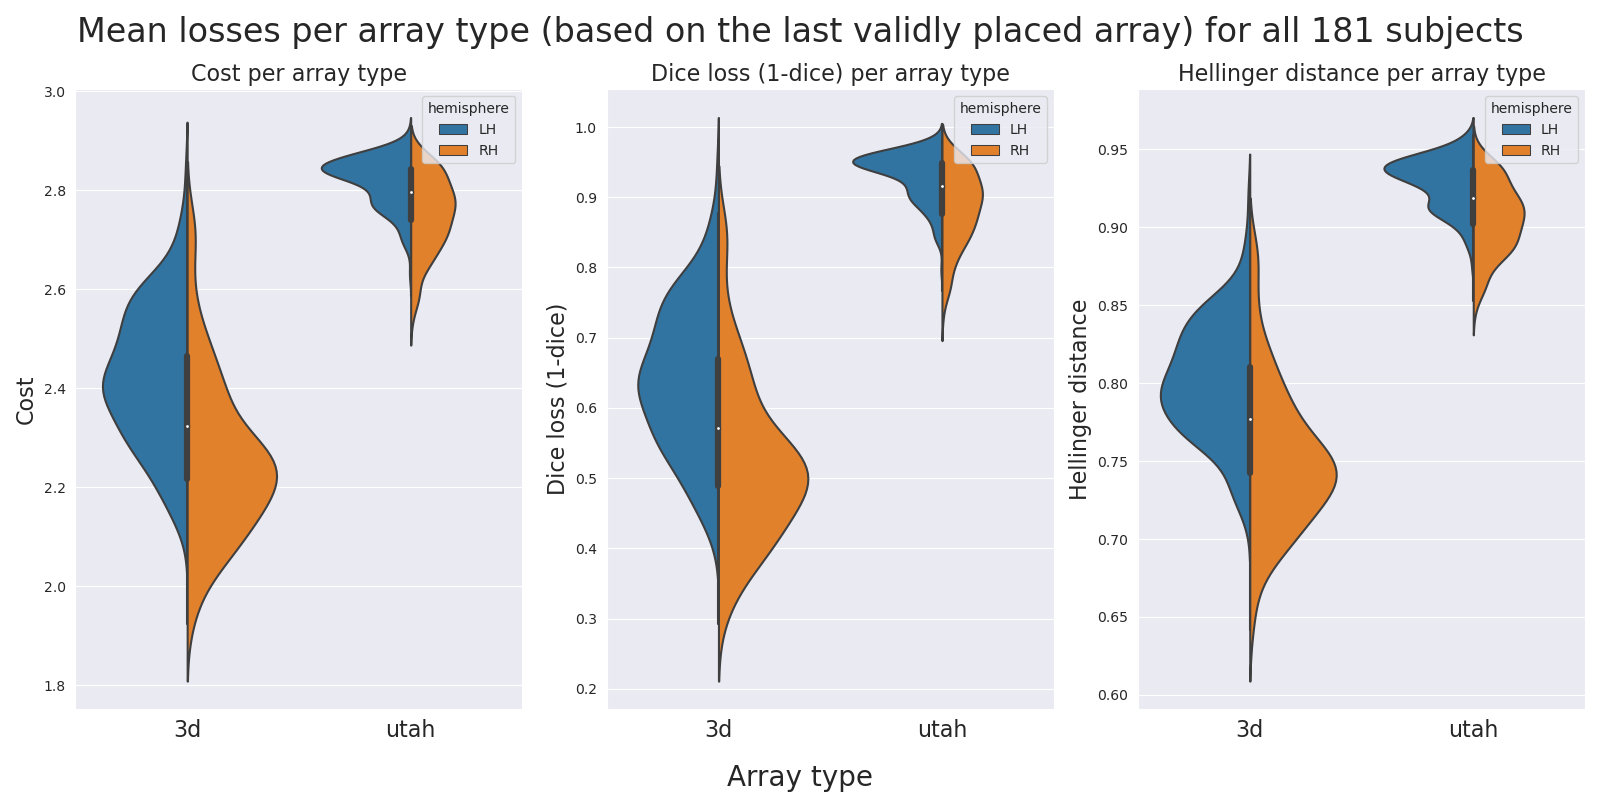 Mean losses per array type (based on the last validly placed array) for all 181 subjects
Cost per array type
Cost
3.0
2.8
2.6
2.4
2.2
2.0
1.8
hemisphere
LH
RH
3d
utah
Dice loss (1-dice) per array type
Dice loss (1-dice)
1.0
0.9
0.8
0.7
0.6
0.5
0.4
0.3
0.2
hemisphere
LH
RH
3d
utah
Hellinger distance per array type
Hellinger distance
0.95
0.90
0.85
0.80
0.75
0.70
0.65
0.60
hemisphere
LH
RH
3d
utah
Array type